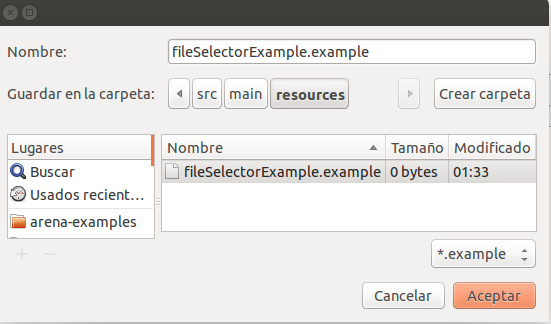 Nombre: fileSelectorExample.example
Guardar en la carpeta: src main resources Crear carpeta
Lugares
Buscar
Usados recient...
arena-examples
Nombre Tamaño Modificado
fileSelectorExample.example 0 bytes 01:33
*.example
Cancelar Aceptar